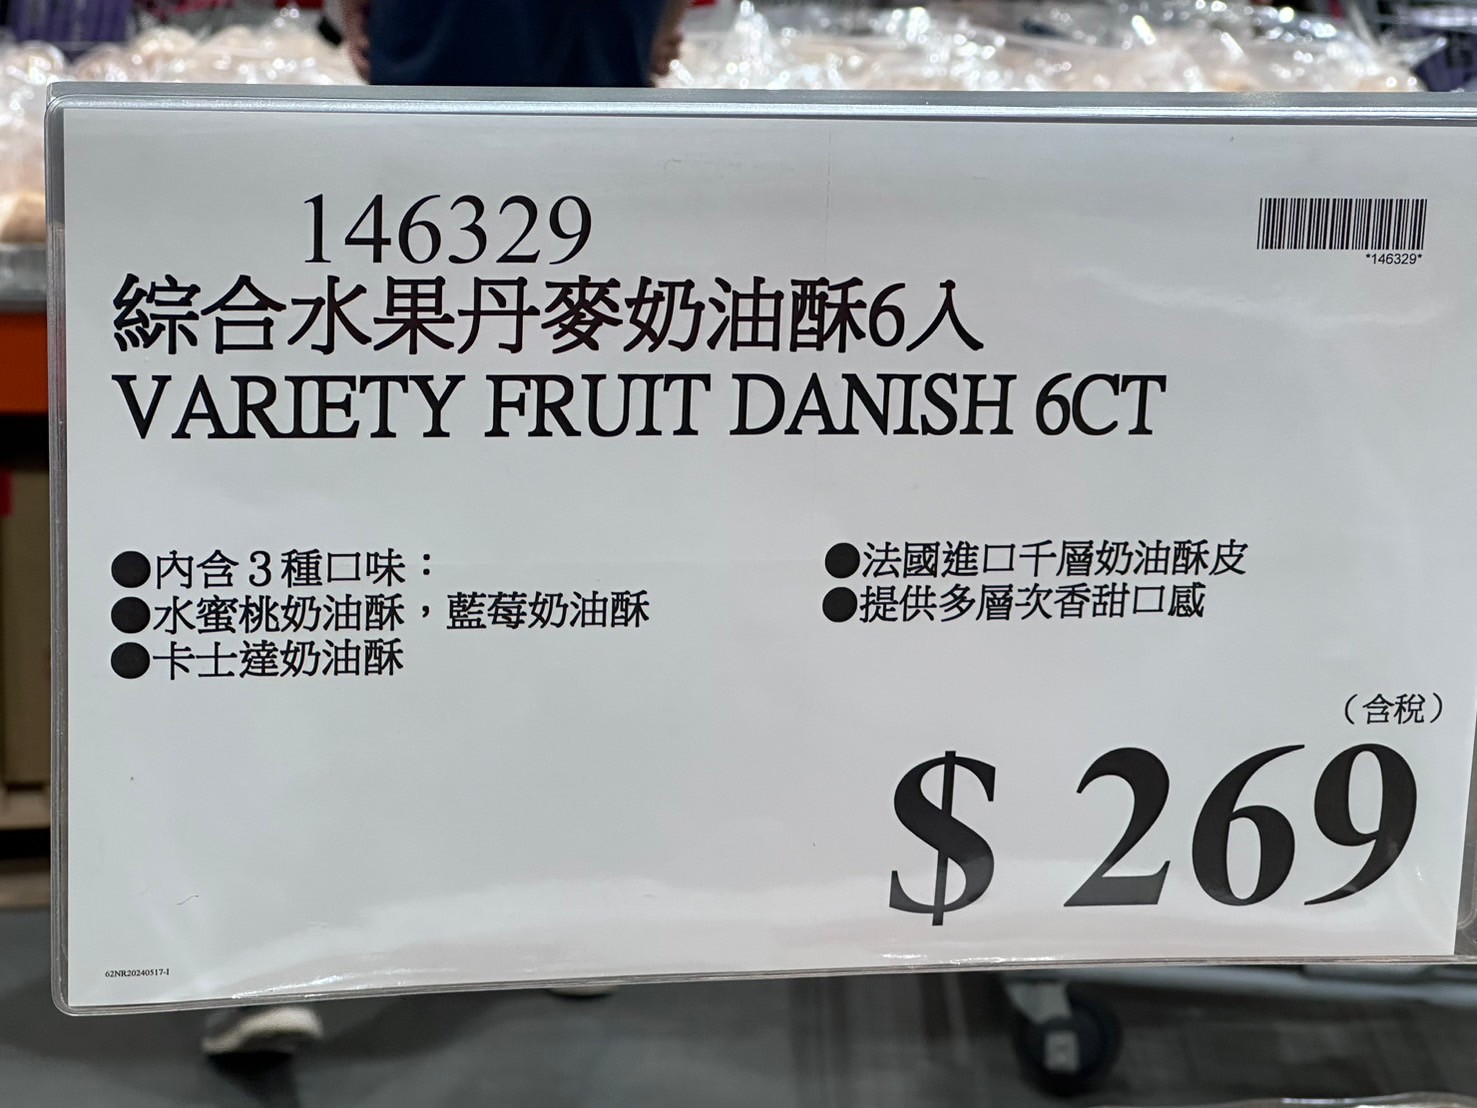 146329
*146329*
綜合水果丹麥奶油酥6入
VARIETY FRUIT DANISH 6CT
●內含3種口味：
●水蜜桃奶油酥，藍莓奶油酥
●卡士達奶油酥
●法國進口千層奶油酥皮
●提供多層次香甜口感
（含稅）
$ 269
62NR20240517-1